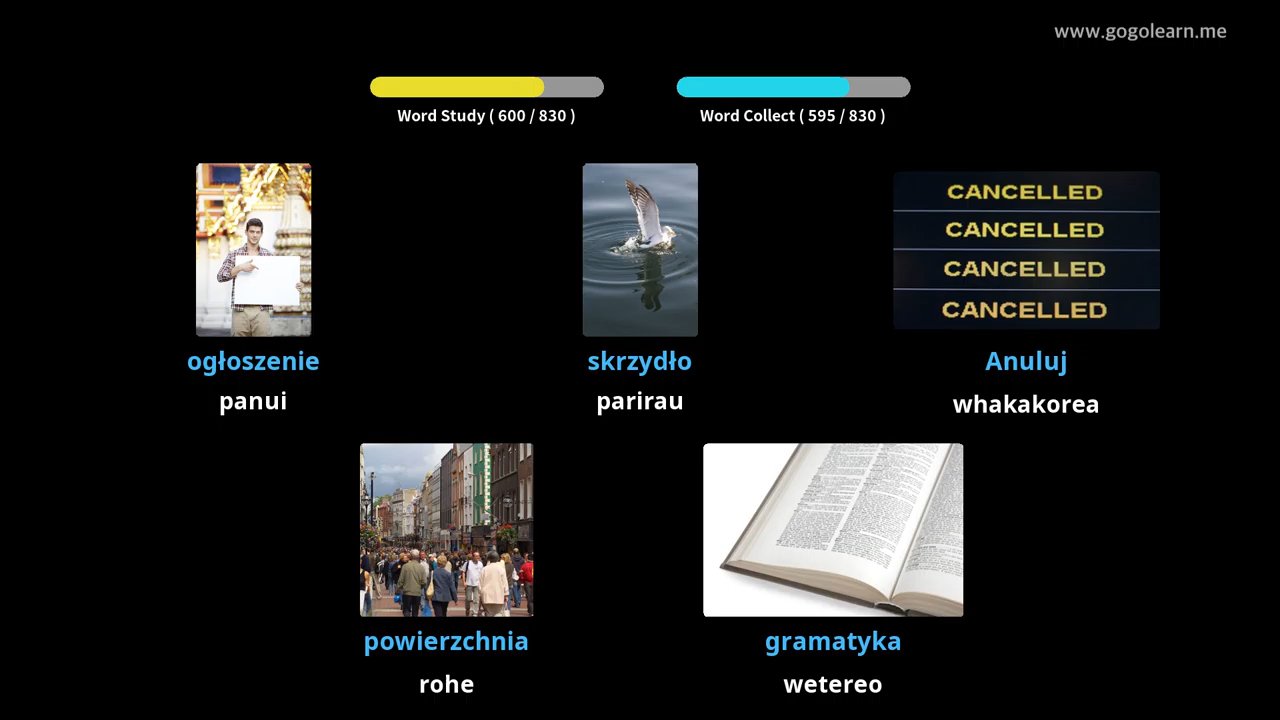 www.gogolearn.me
Word Study ( 600 / 830 )
Word Collect ( 595 / 830 )
CANCELLED
CANCELLED
CANCELLED
CANCELLED
ogłoszenie
skrzydło
Anuluj
panui
parirau
whakakorea
powierzchnia
gramatyka
rohe
wetereo